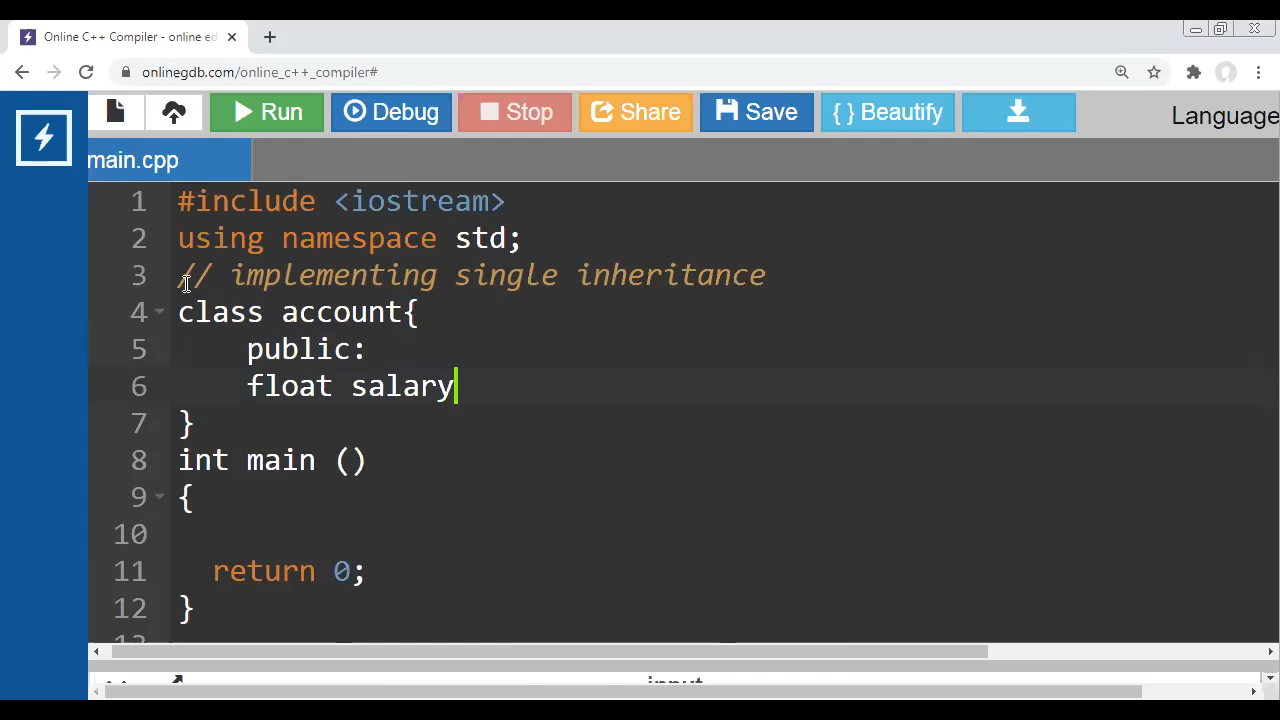 Online C++ Compiler - online ed
onlinegdb.com/online_c++_compiler#
Run Debug Stop Share Save { } Beautify Language
main.cpp
1 #include <iostream>
2 using namespace std;
3 // implementing single inheritance
4 class account{
5 public:
6 float salary
7 }
8 int main ()
9 {
10
11 return 0;
12 }
13
input